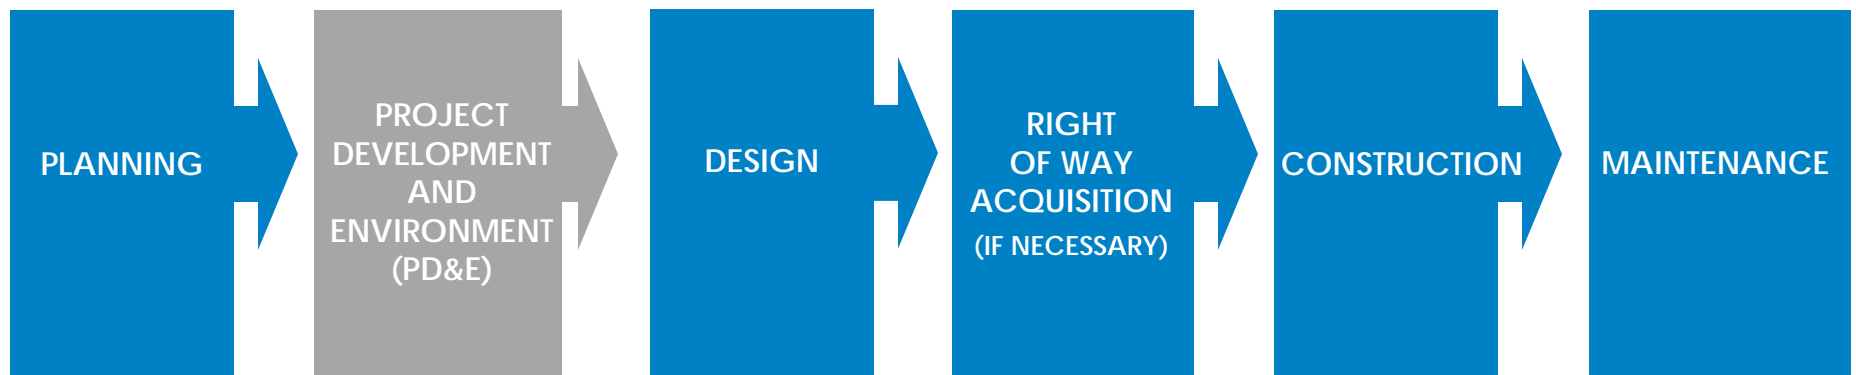 PLANNING
PROJECT
DEVELOPMENT
AND
ENVIRONMENT
(PD&E)
DESIGN
RIGHT
OF WAY
ACQUISITION
(IF NECESSARY)
CONSTRUCTION
MAINTENANCE